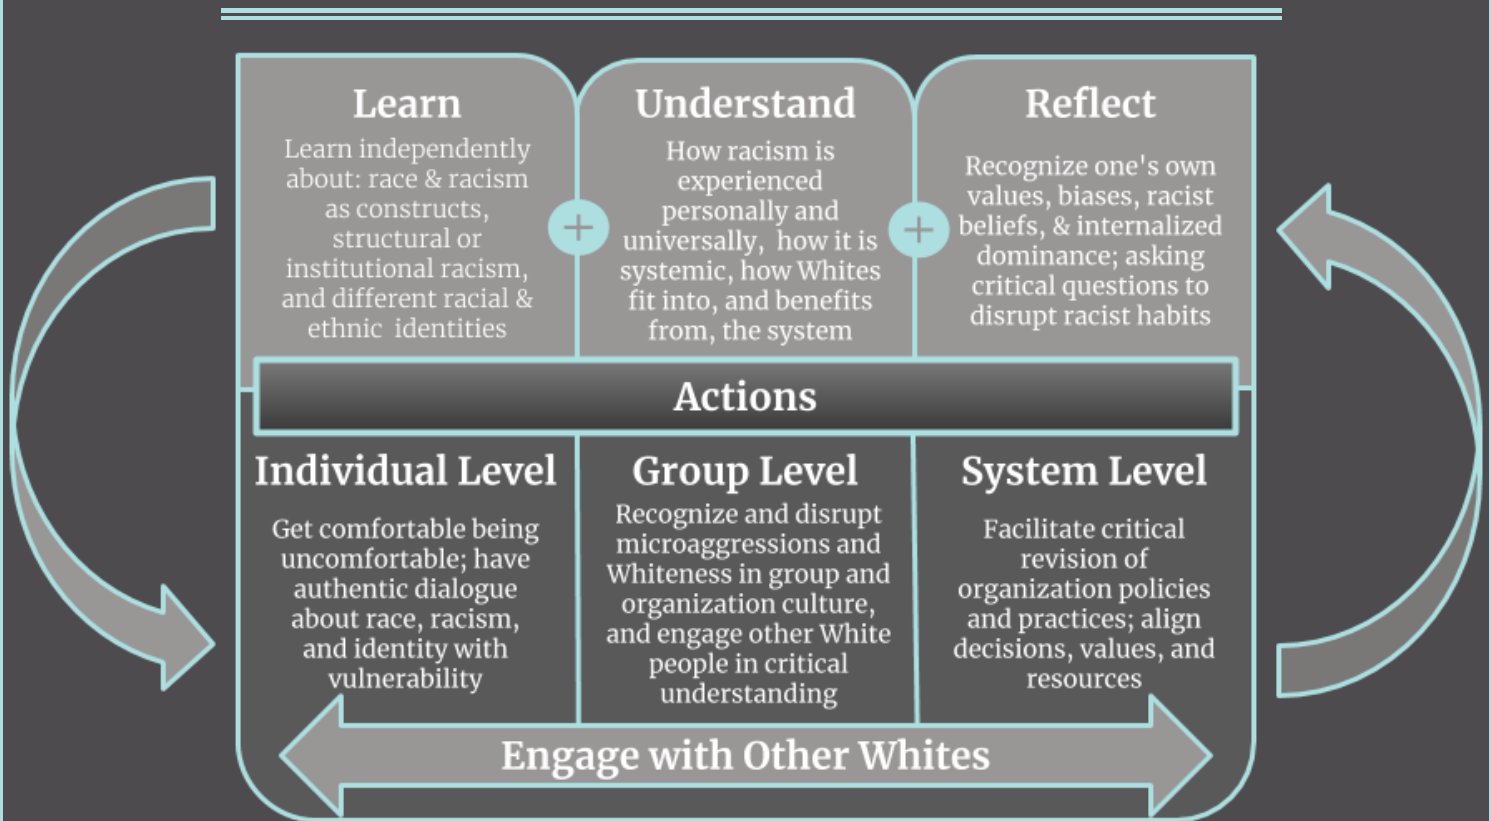 Learn
Learn independently
about: race & racism
as constructs,
structural or
institutional racism,
and different racial &
ethnic identities
+
Understand
How racism is
experienced
personally and
universally, how it is
systemic, how Whites
fit into, and benefits
from, the system
+
Reflect
Recognize one's own
values, biases, racist
beliefs, & internalized
dominance; asking
critical questions to
disrupt racist habits
Actions
Individual Level
Get comfortable being
uncomfortable; have
authentic dialogue
about race, racism,
and identity with
vulnerability
Group Level
Recognize and disrupt
microaggressions and
Whiteness in group and
organization culture,
and engage other White
people in critical
understanding
System Level
Facilitate critical
revision of
organization policies
and practices; align
decisions, values, and
resources
Engage with Other Whites